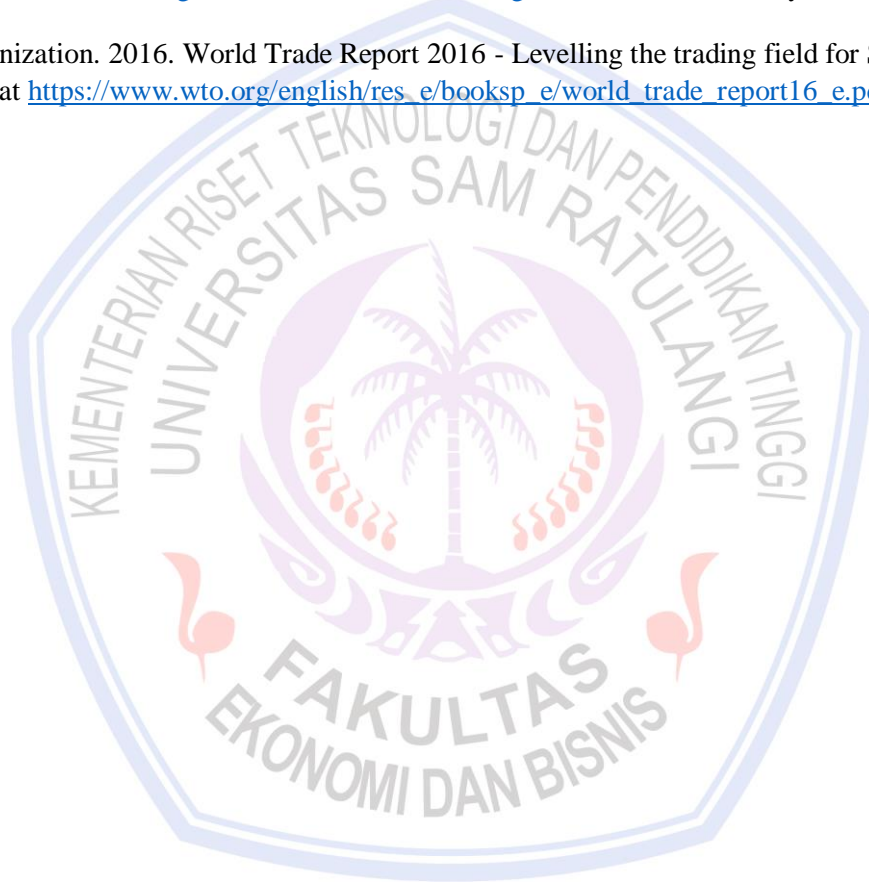 nization. 2016. World Trade Report 2016 - Levelling the trading field for
at https://www.wto.org/english/res_e/booksp_e/world_trade_report16_e.p
KEMENTERIAN RISET TEKNOLOGI DAN PENDIDIKAN TINGGI
UNIVERSITAS SAM RATULANGI
FAKULTAS
EKONOMI DAN BISNIS